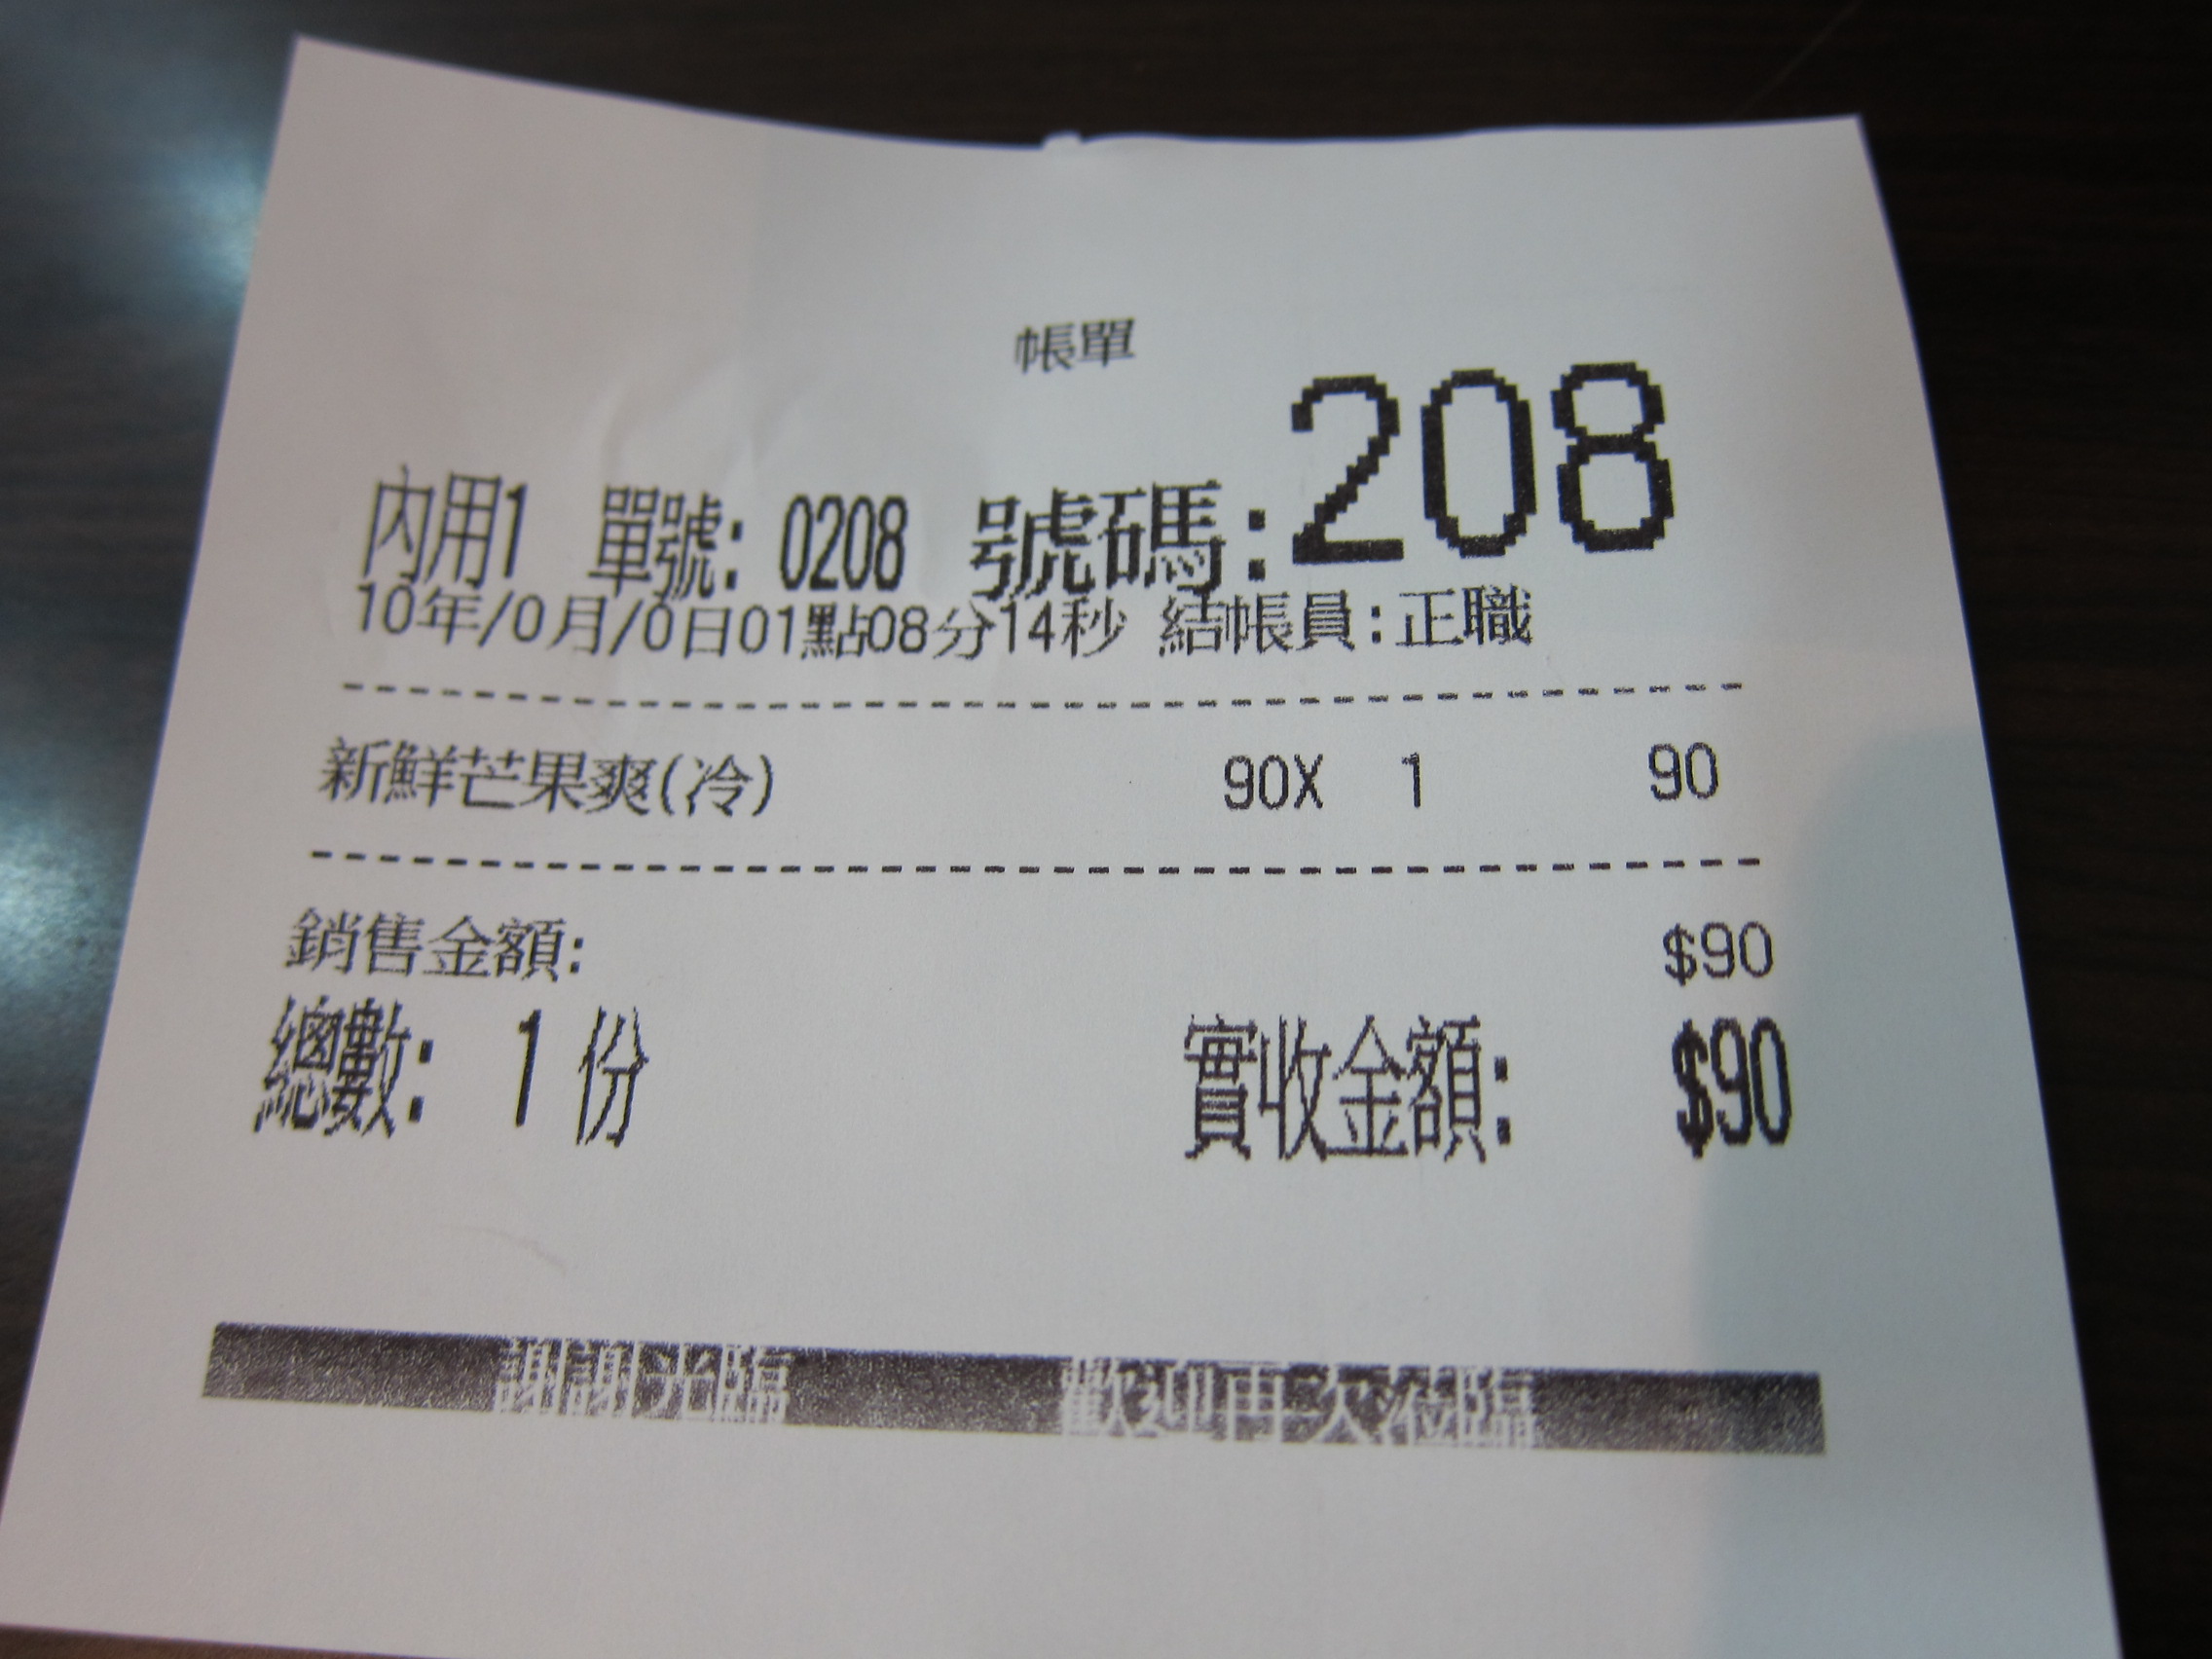 帳單
內用1 單號: 0208 號碼:208
10年/0月/0日01點08分14秒 結帳員:正職
新鮮芒果爽(冷) 90X 1 90
銷售金額: $90
總數: 1 份 實收金額: $90
謝謝光臨 歡迎再次蒞臨